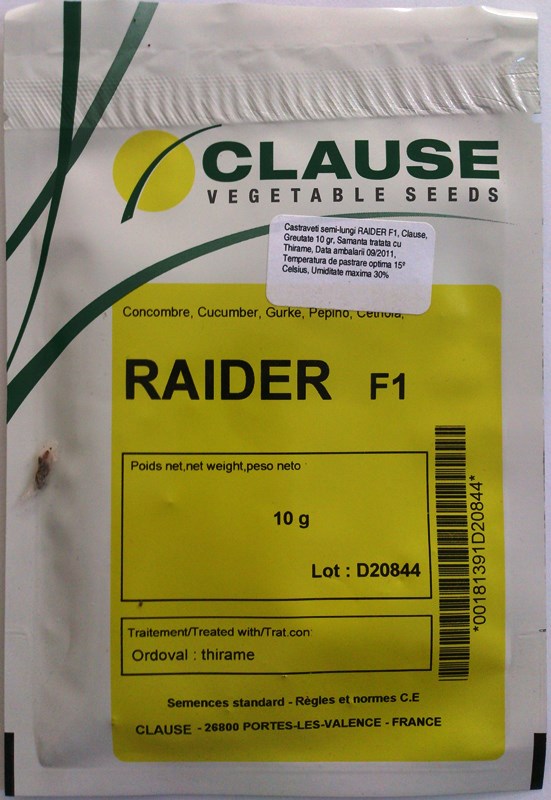 CLAUSE
VEGETABLE SEEDS
Castraveti semi-lungi RAIDER F1, Clause,
Greutate 10 gr, Samanta tratata cu
Thirame, Data ambalarii 09/2011,
Temperatura de pastrare optima 15º
Celsius, Umiditate maxima 30%
Concombre, Cucumber, Gurke, Pepino, Cetriolo,
RAIDER F1
Poids net,net weight,peso neto
10 g
Lot : D20844
*00181391D20844*
Traitement/Treated with/Trat.con
Ordoval : thirame
Semences standard - Règles et normes C.E
CLAUSE - 26800 PORTES-LES-VALENCE - FRANCE